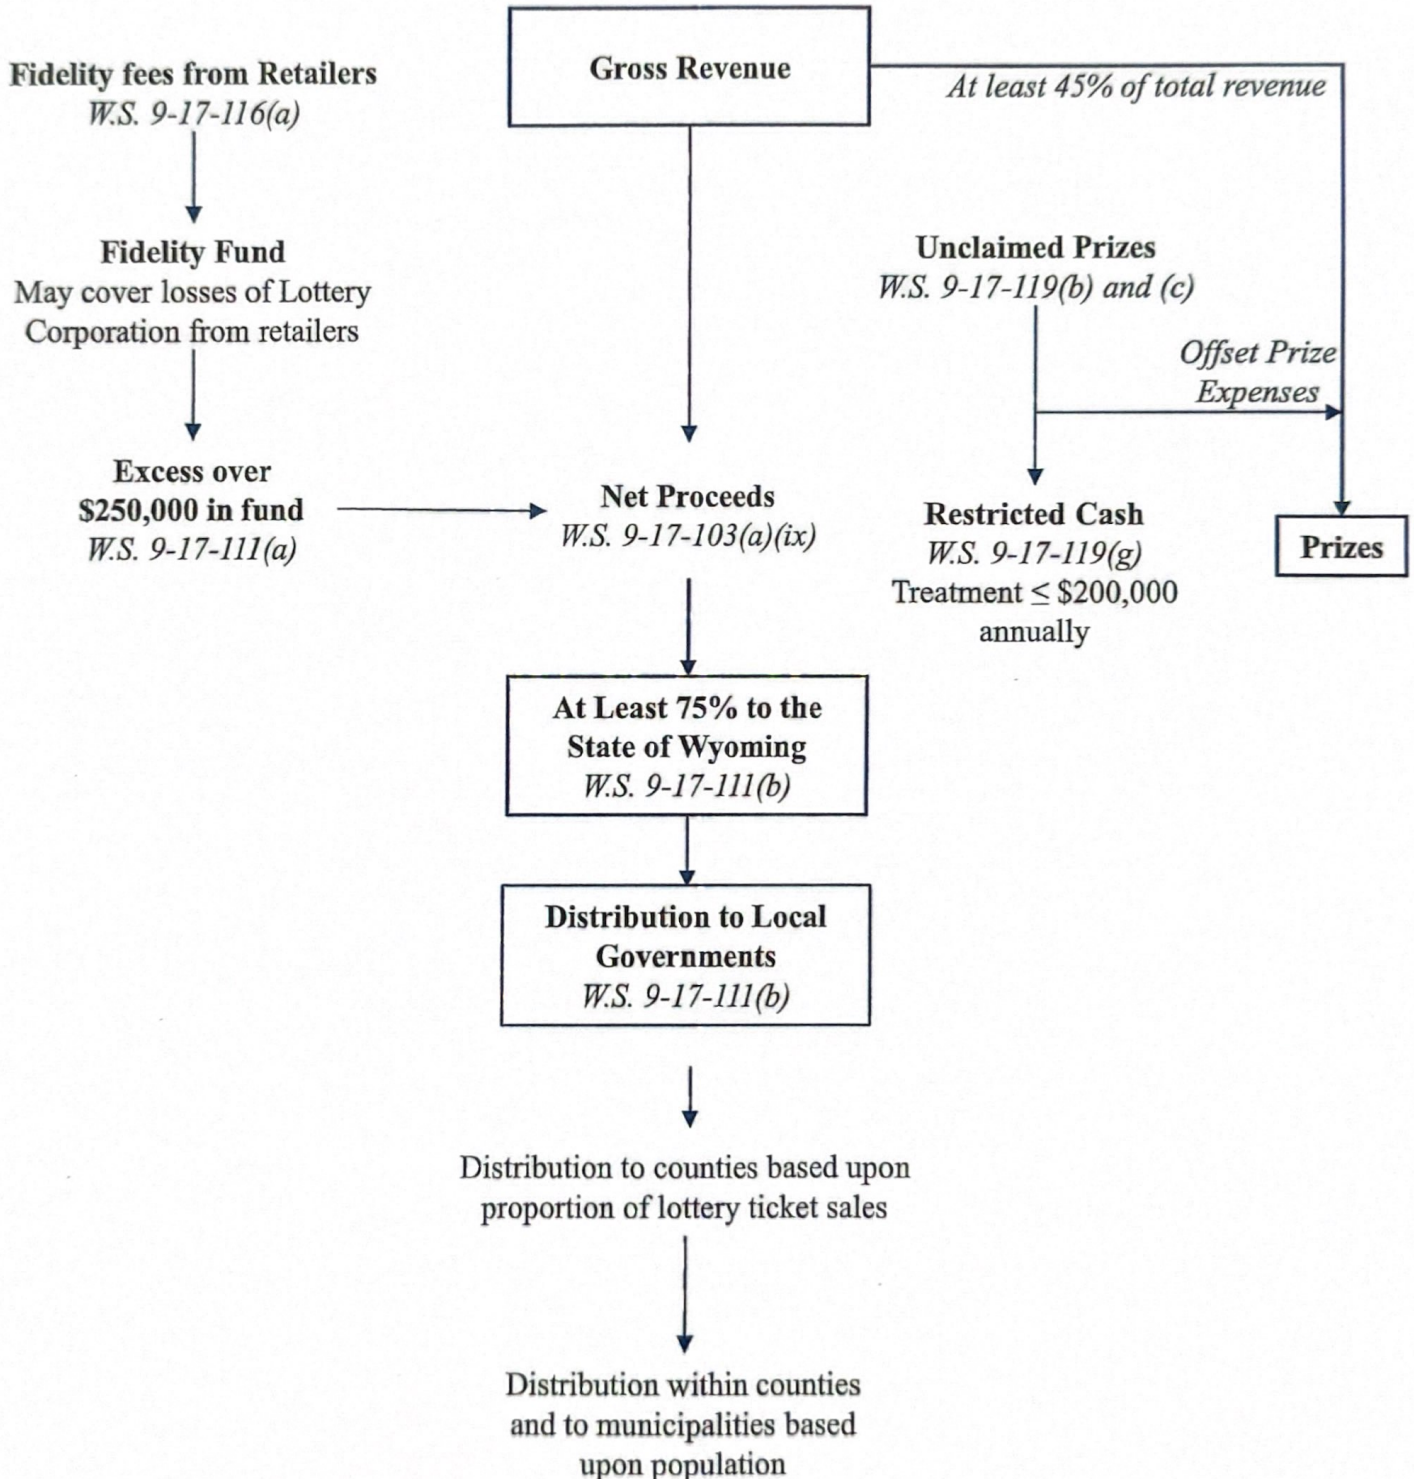 Fidelity fees from Retailers
W.S. 9-17-116(a)
Gross Revenue
At least 45% of total revenue
Fidelity Fund
May cover losses of Lottery
Corporation from retailers
Unclaimed Prizes
W.S. 9-17-119(b) and (c)
Offset Prize
Expenses
Excess over
$250,000 in fund
W.S. 9-17-111(a)
Net Proceeds
W.S. 9-17-103(a)(ix)
Restricted Cash
W.S. 9-17-119(g)
Treatment ≤ $200,000
annually
Prizes
At Least 75% to the
State of Wyoming
W.S. 9-17-111(b)
Distribution to Local
Governments
W.S. 9-17-111(b)
Distribution to counties based upon
proportion of lottery ticket sales
Distribution within counties
and to municipalities based
upon population